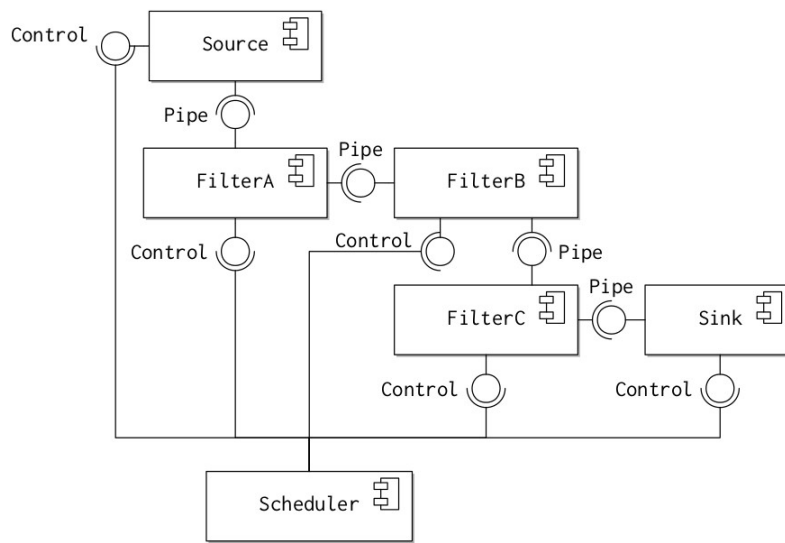 Control
Source
Pipe
Pipe
FilterA
FilterB
Control
Control
Pipe
Pipe
FilterC
Sink
Control
Control
Scheduler